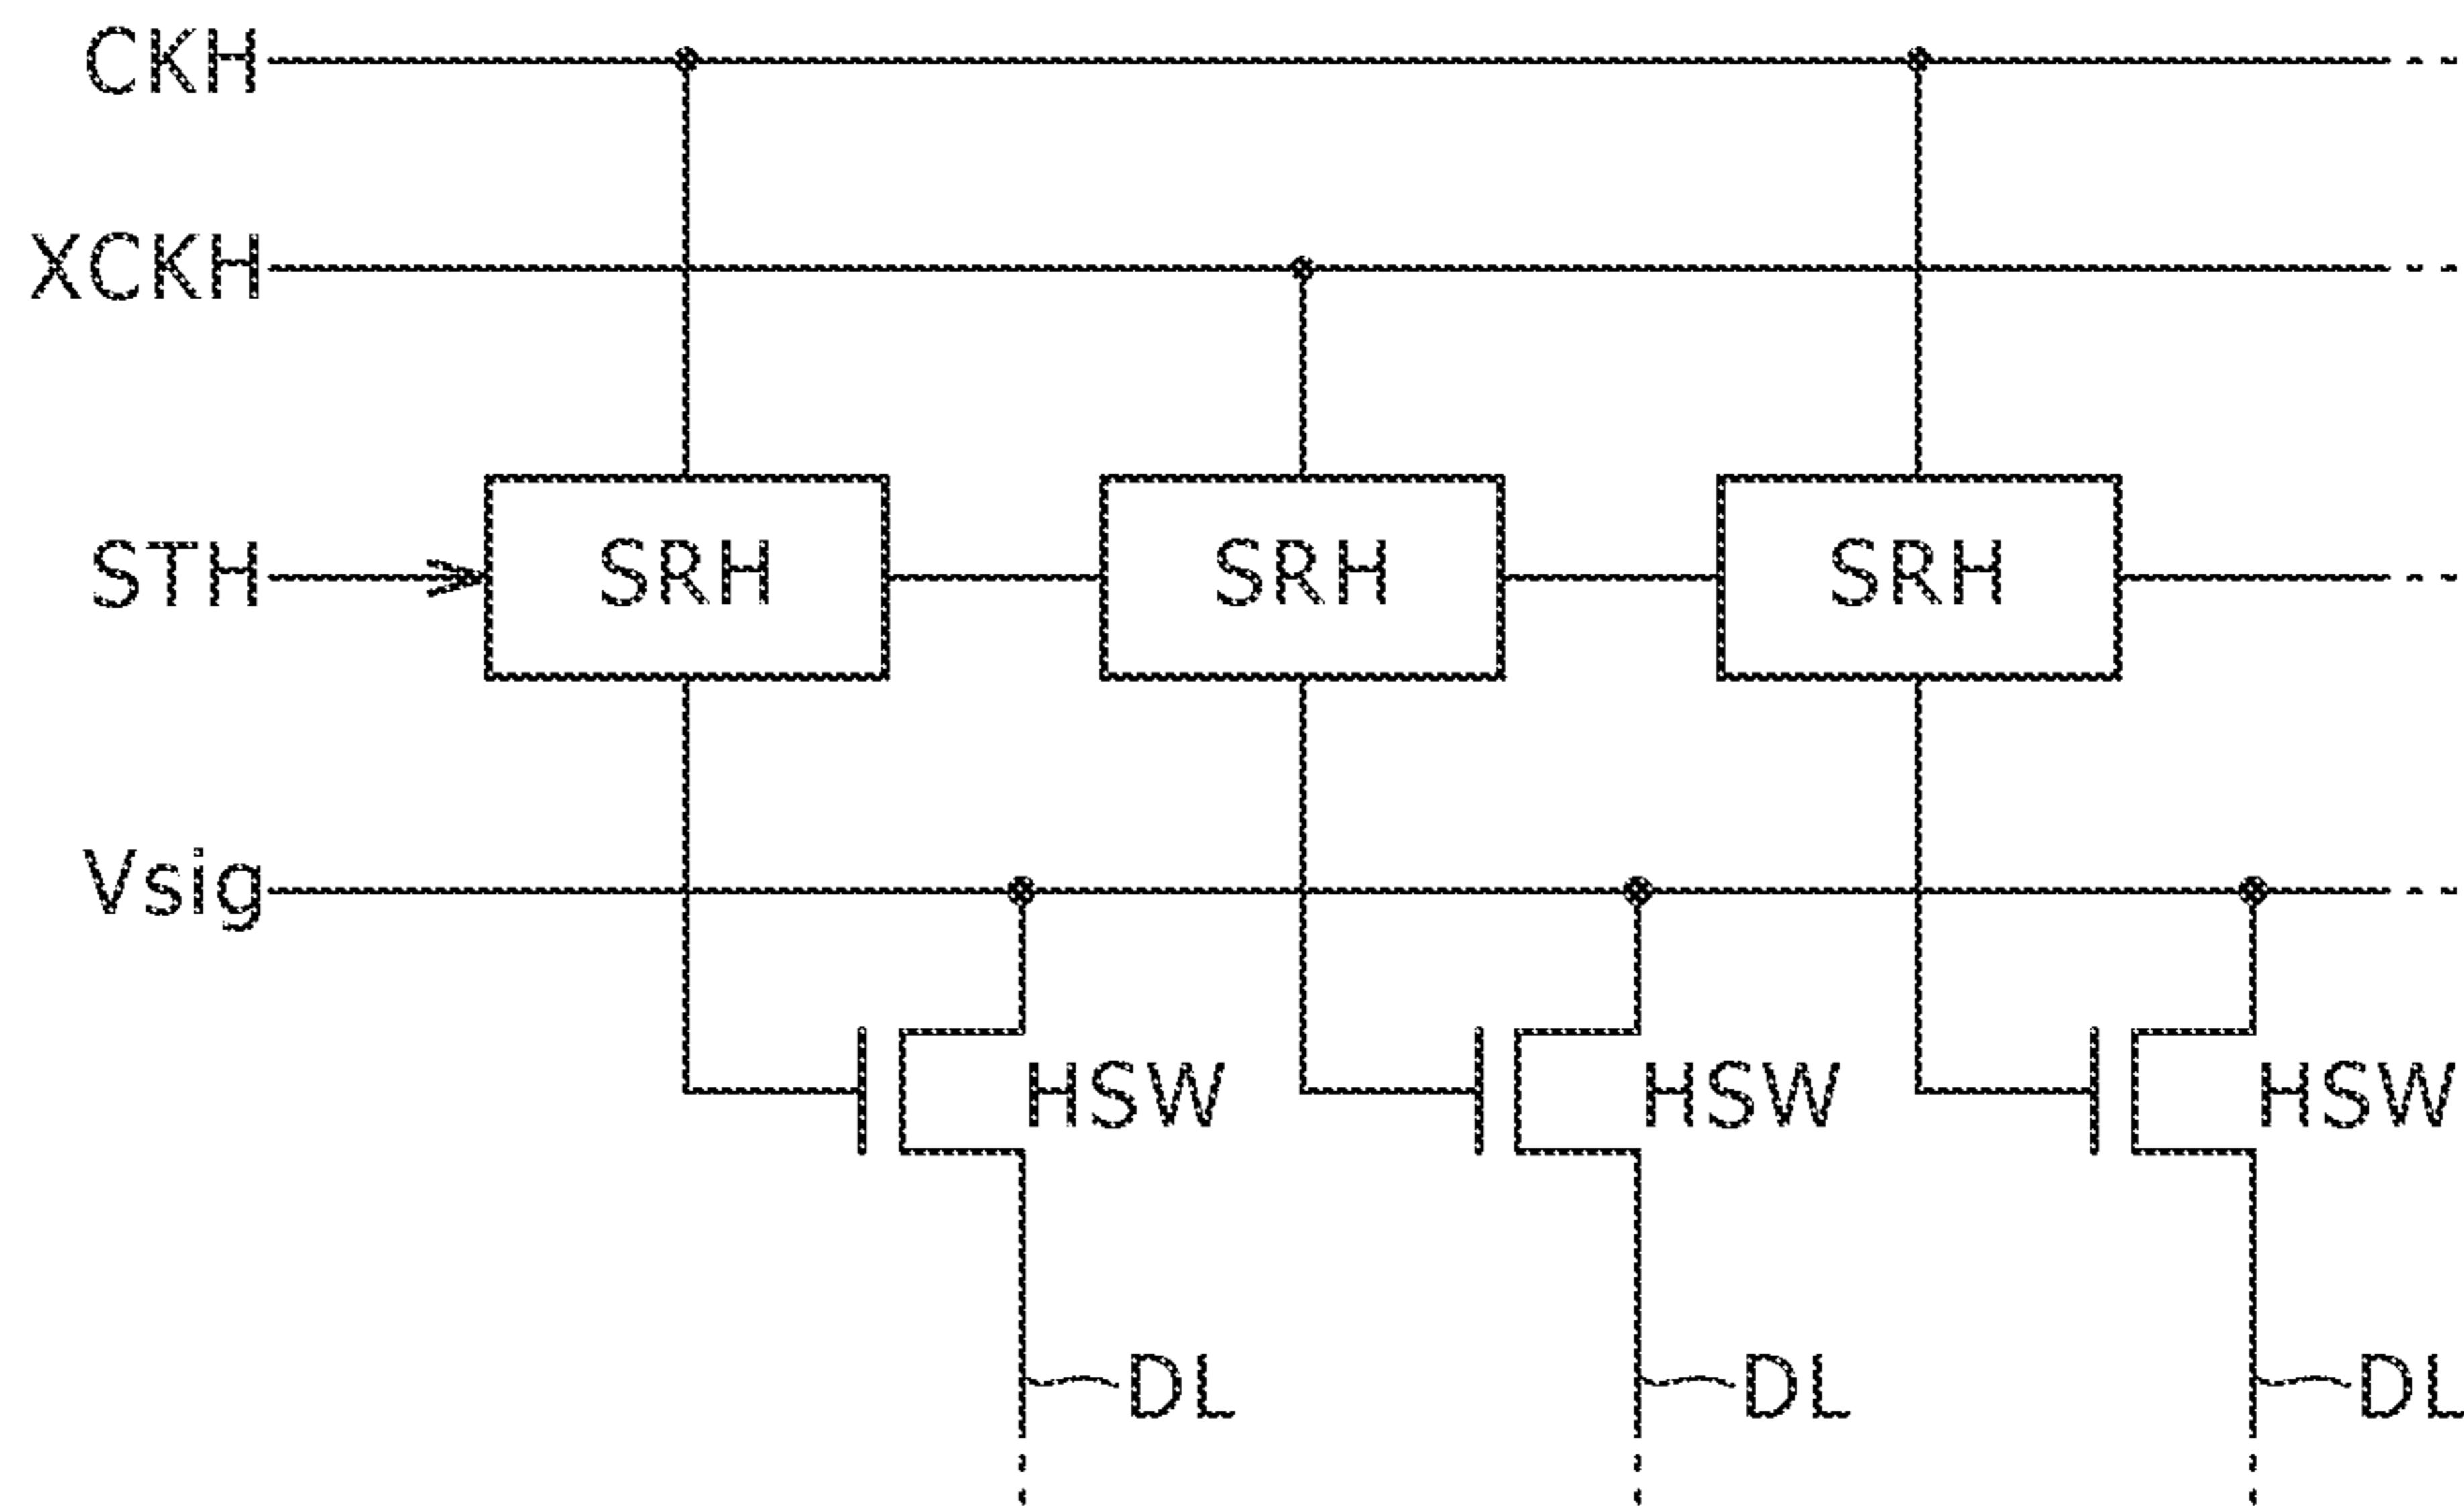 CKH
XCKH
STH SRH SRH SRH
Vsig
HSW HSW HSW
DL DL DL